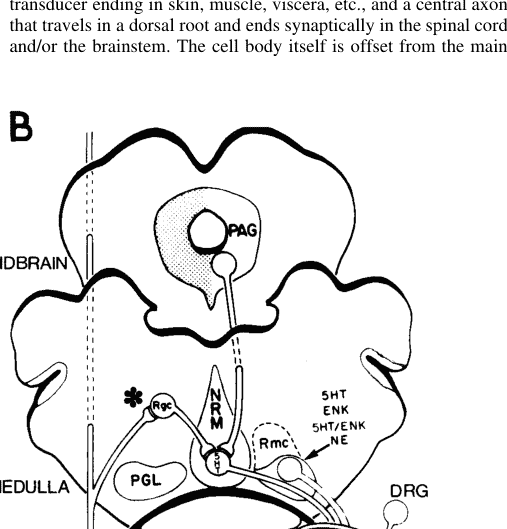 transducer ending in skin, muscle, viscera, etc., and a central axon
that travels in a dorsal root and ends synaptically in the spinal cord
and/or the brainstem. The cell body itself is offset from the main
B
PAG
IDBRAIN
5HT
ENK
5HT/ENK
NE
*
Rgc
N
R
M
Rmc
5
H
T
PGL
EDULLA
DRG